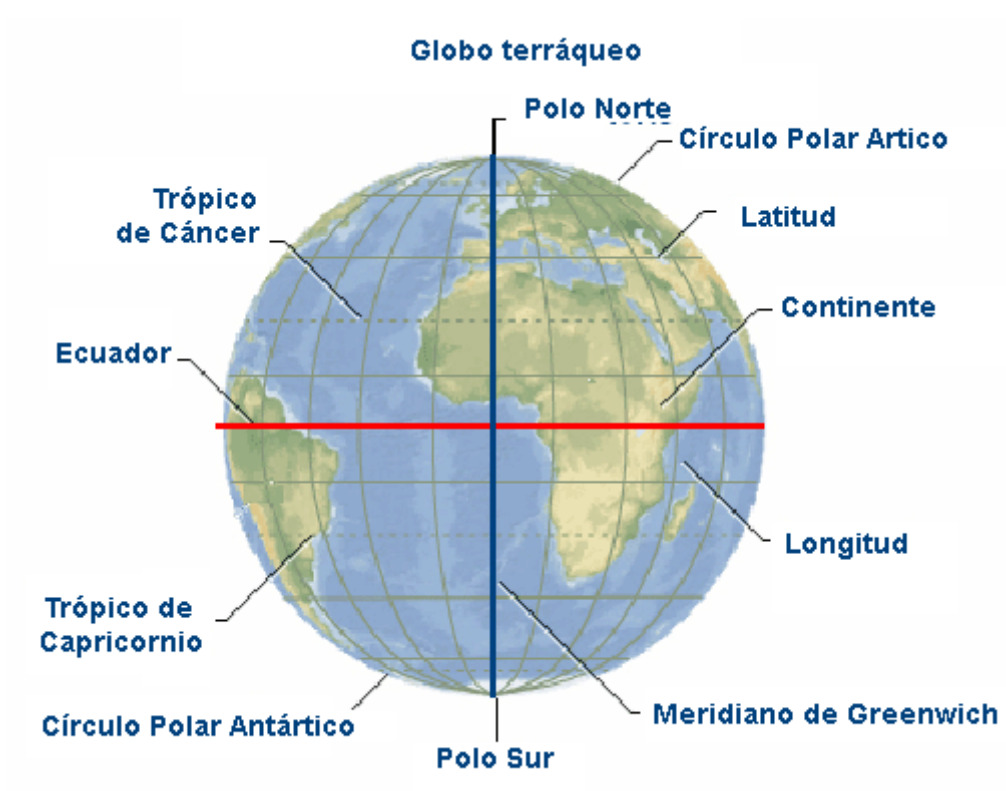 Globo terráqueo
Polo Norte
Círculo Polar Artico
Trópico
de Cáncer
Latitud
Continente
Ecuador
Longitud
Trópico de
Capricornio
Meridiano de Greenwich
Círculo Polar Antártico
Polo Sur